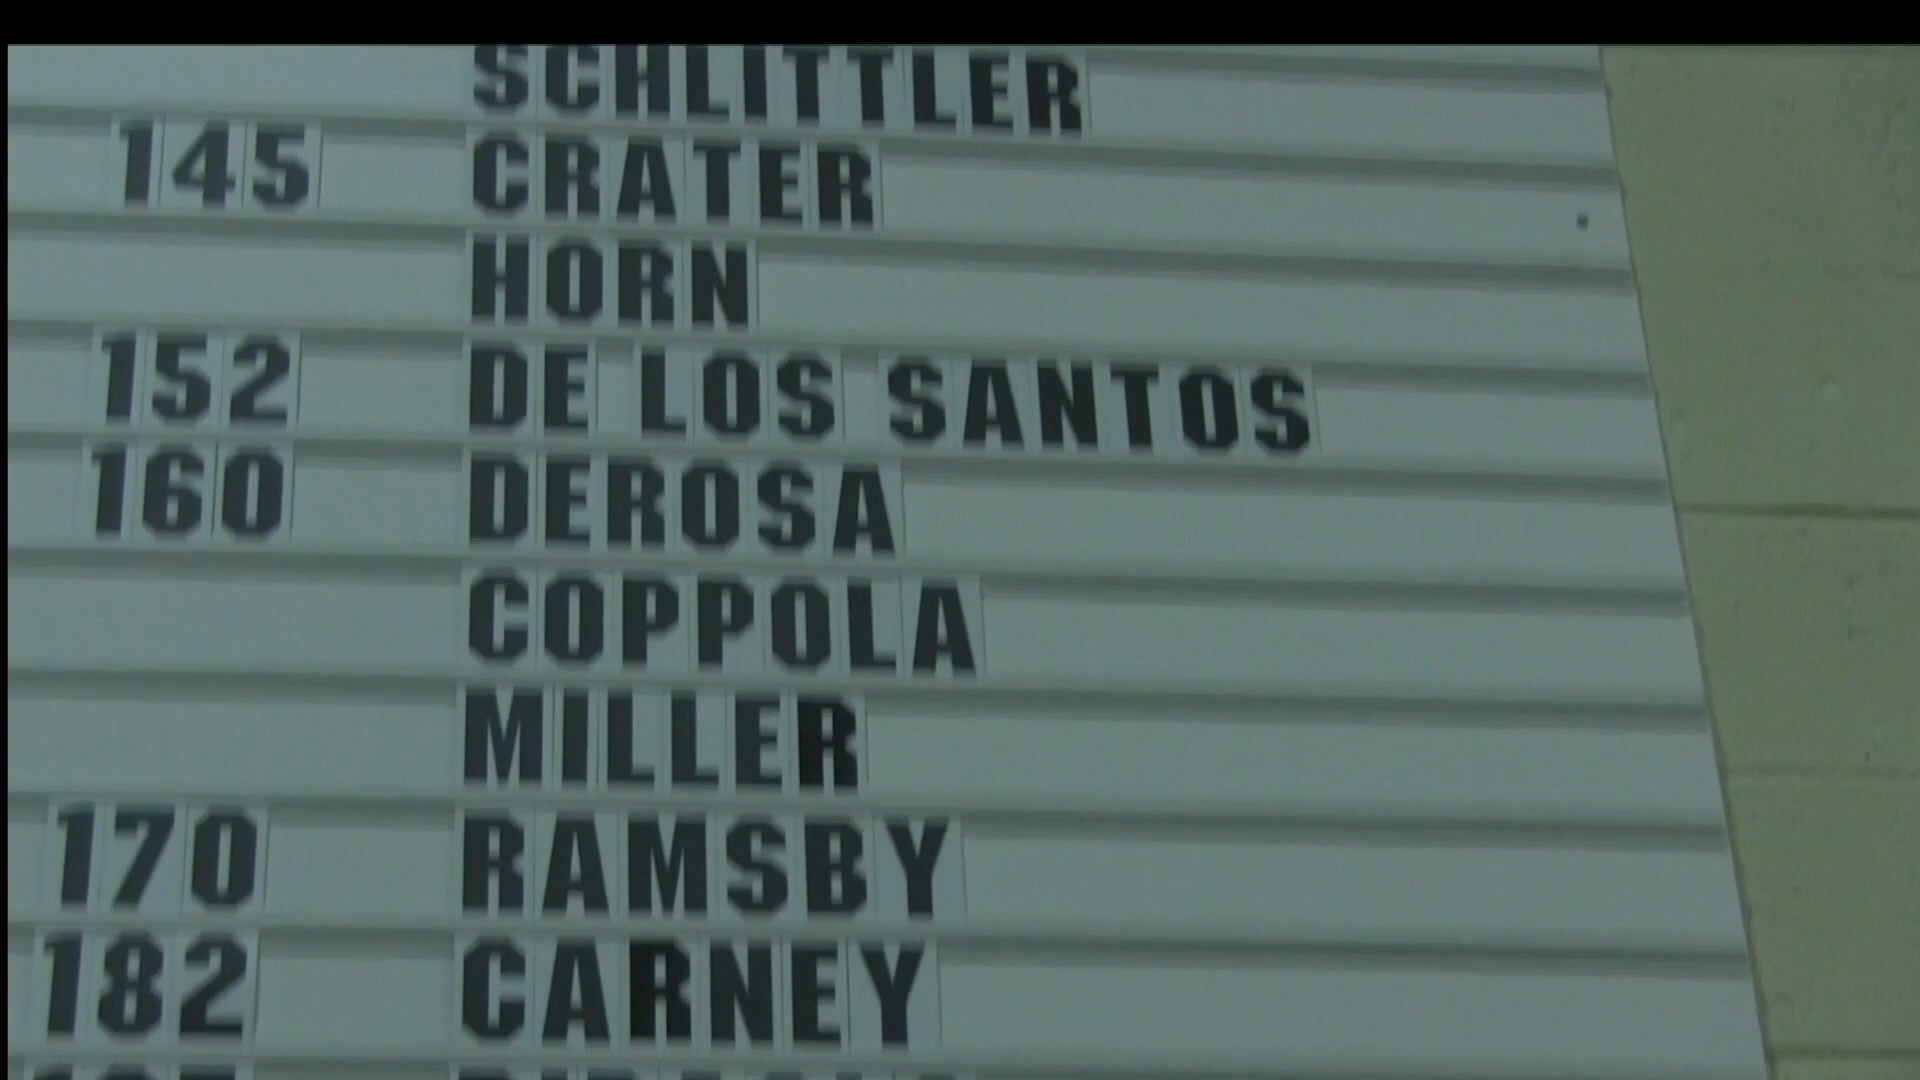 SCHLITTLER
145 CRATER
HORN
152 DE LOS SANTOS
160 DEROSA
COPPOLA
MILLER
170 RAMSBY
182 CARNEY